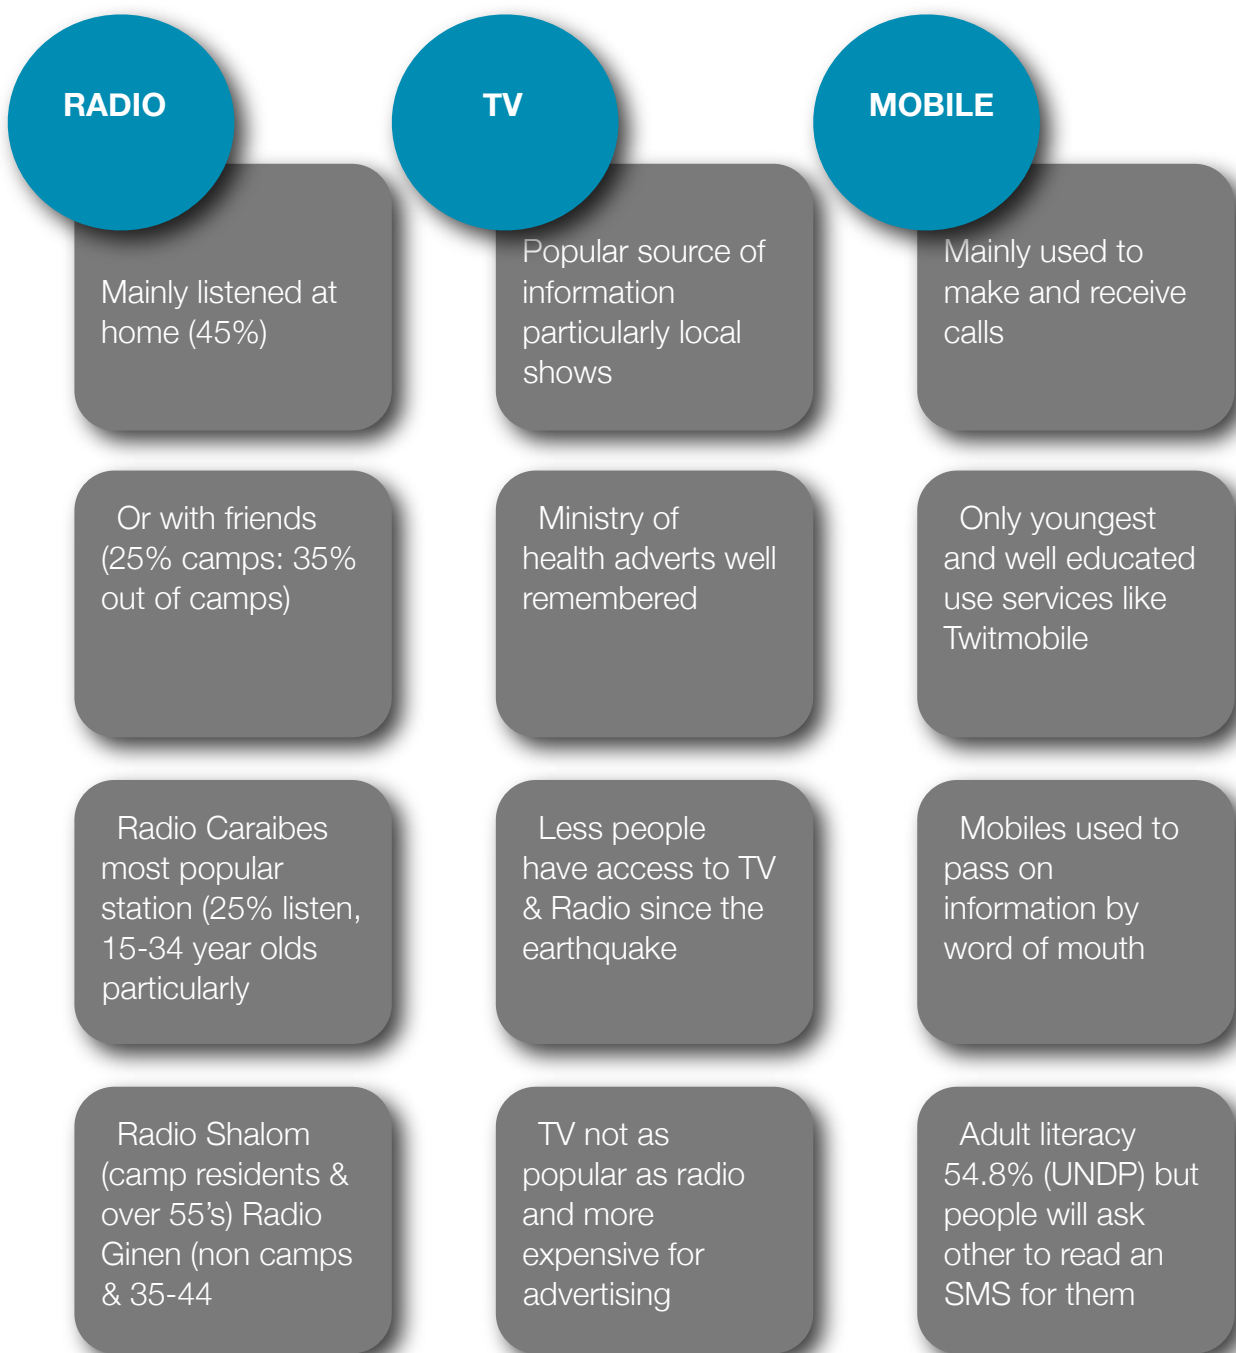 RADIO
Mainly listened at
home (45%)
Or with friends
(25% camps: 35%
out of camps)
Radio Caraibes
most popular
station (25% listen,
15-34 year olds
particularly
Radio Shalom
(camp residents &
over 55's) Radio
Ginen (non camps
& 35-44
TV
Popular source of
information
particularly local
shows
Ministry of
health adverts well
remembered
Less people
have access to TV
& Radio since the
earthquake
TV not as
popular as radio
and more
expensive for
advertising
MOBILE
Mainly used to
make and receive
calls
Only youngest
and well educated
use services like
Twitmobile
Mobiles used to
pass on
information by
word of mouth
Adult literacy
54.8% (UNDP) but
people will ask
other to read an
SMS for them